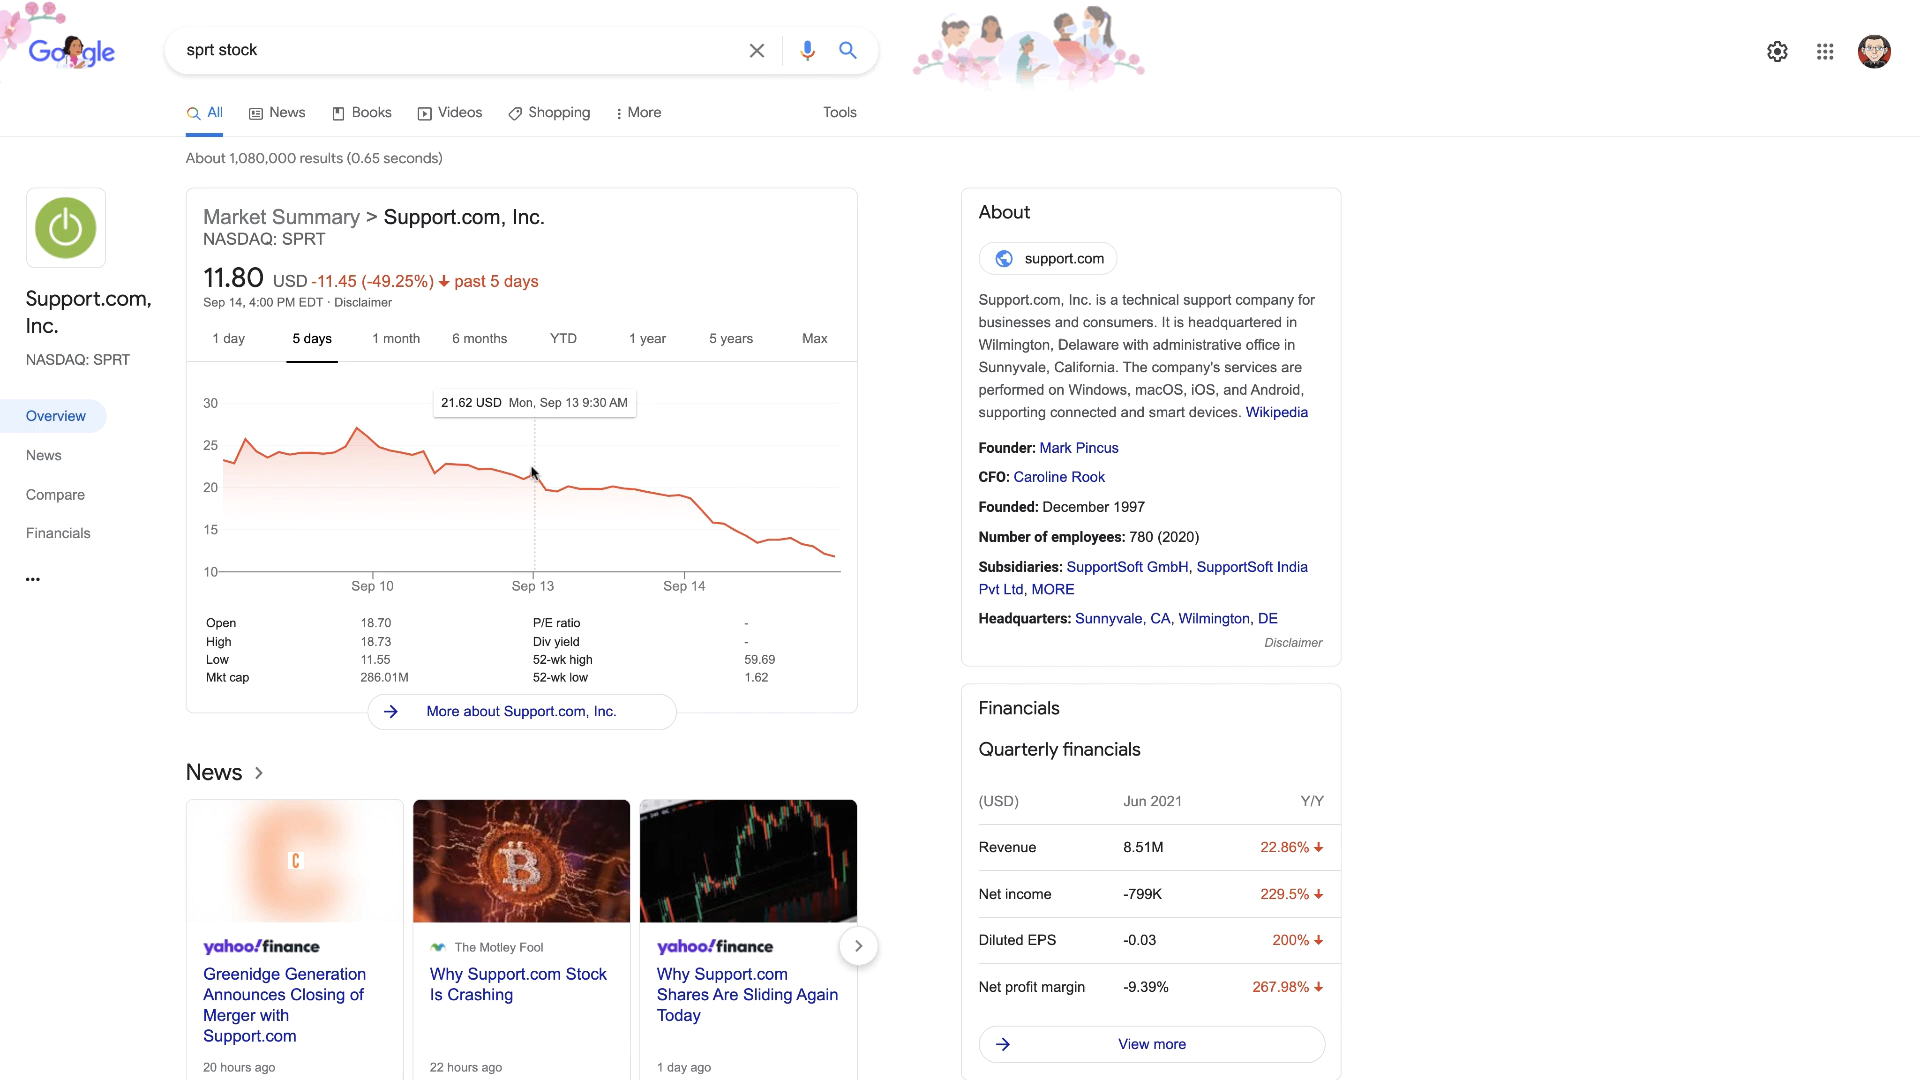 Google
sprt stock
All
News
Books
Videos
Shopping
More
Tools
About 1,080,000 results (0.65 seconds)
Support.com,
Inc.
NASDAQ: SPRT
Overview
News
Compare
Financials
Market Summary > Support.com, Inc.
NASDAQ: SPRT
11.80 USD -11.45 (-49.25%) past 5 days
Sep 14, 4:00 PM EDT · Disclaimer
1 day
5 days
1 month
6 months
YTD
1 year
5 years
Max
21.62 USD Mon, Sep 13 9:30 AM
30
25
20
15
10
Sep 10
Sep 13
Sep 14
Open 18.70 P/E ratio -
High 18.73 Div yield -
Low 11.55 52-wk high 59.69
Mkt cap 286.01M 52-wk low 1.62
More about Support.com, Inc.
News
C
yahoo!finance
Greenidge Generation
Announces Closing of
Merger with
Support.com
20 hours ago
The Motley Fool
Why Support.com Stock
Is Crashing
22 hours ago
yahoo!finance
Why Support.com
Shares Are Sliding Again
Today
1 day ago
About
support.com
Support.com, Inc. is a technical support company for
businesses and consumers. It is headquartered in
Wilmington, Delaware with administrative office in
Sunnyvale, California. The company's services are
performed on Windows, macOS, iOS, and Android,
supporting connected and smart devices. Wikipedia
Founder: Mark Pincus
CFO: Caroline Rook
Founded: December 1997
Number of employees: 780 (2020)
Subsidiaries: SupportSoft GmbH, SupportSoft India
Pvt Ltd, MORE
Headquarters: Sunnyvale, CA, Wilmington, DE
Disclaimer
Financials
Quarterly financials
(USD) Jun 2021 Y/Y
Revenue 8.51M 22.86%
Net income -799K 229.5%
Diluted EPS -0.03 200%
Net profit margin -9.39% 267.98%
View more